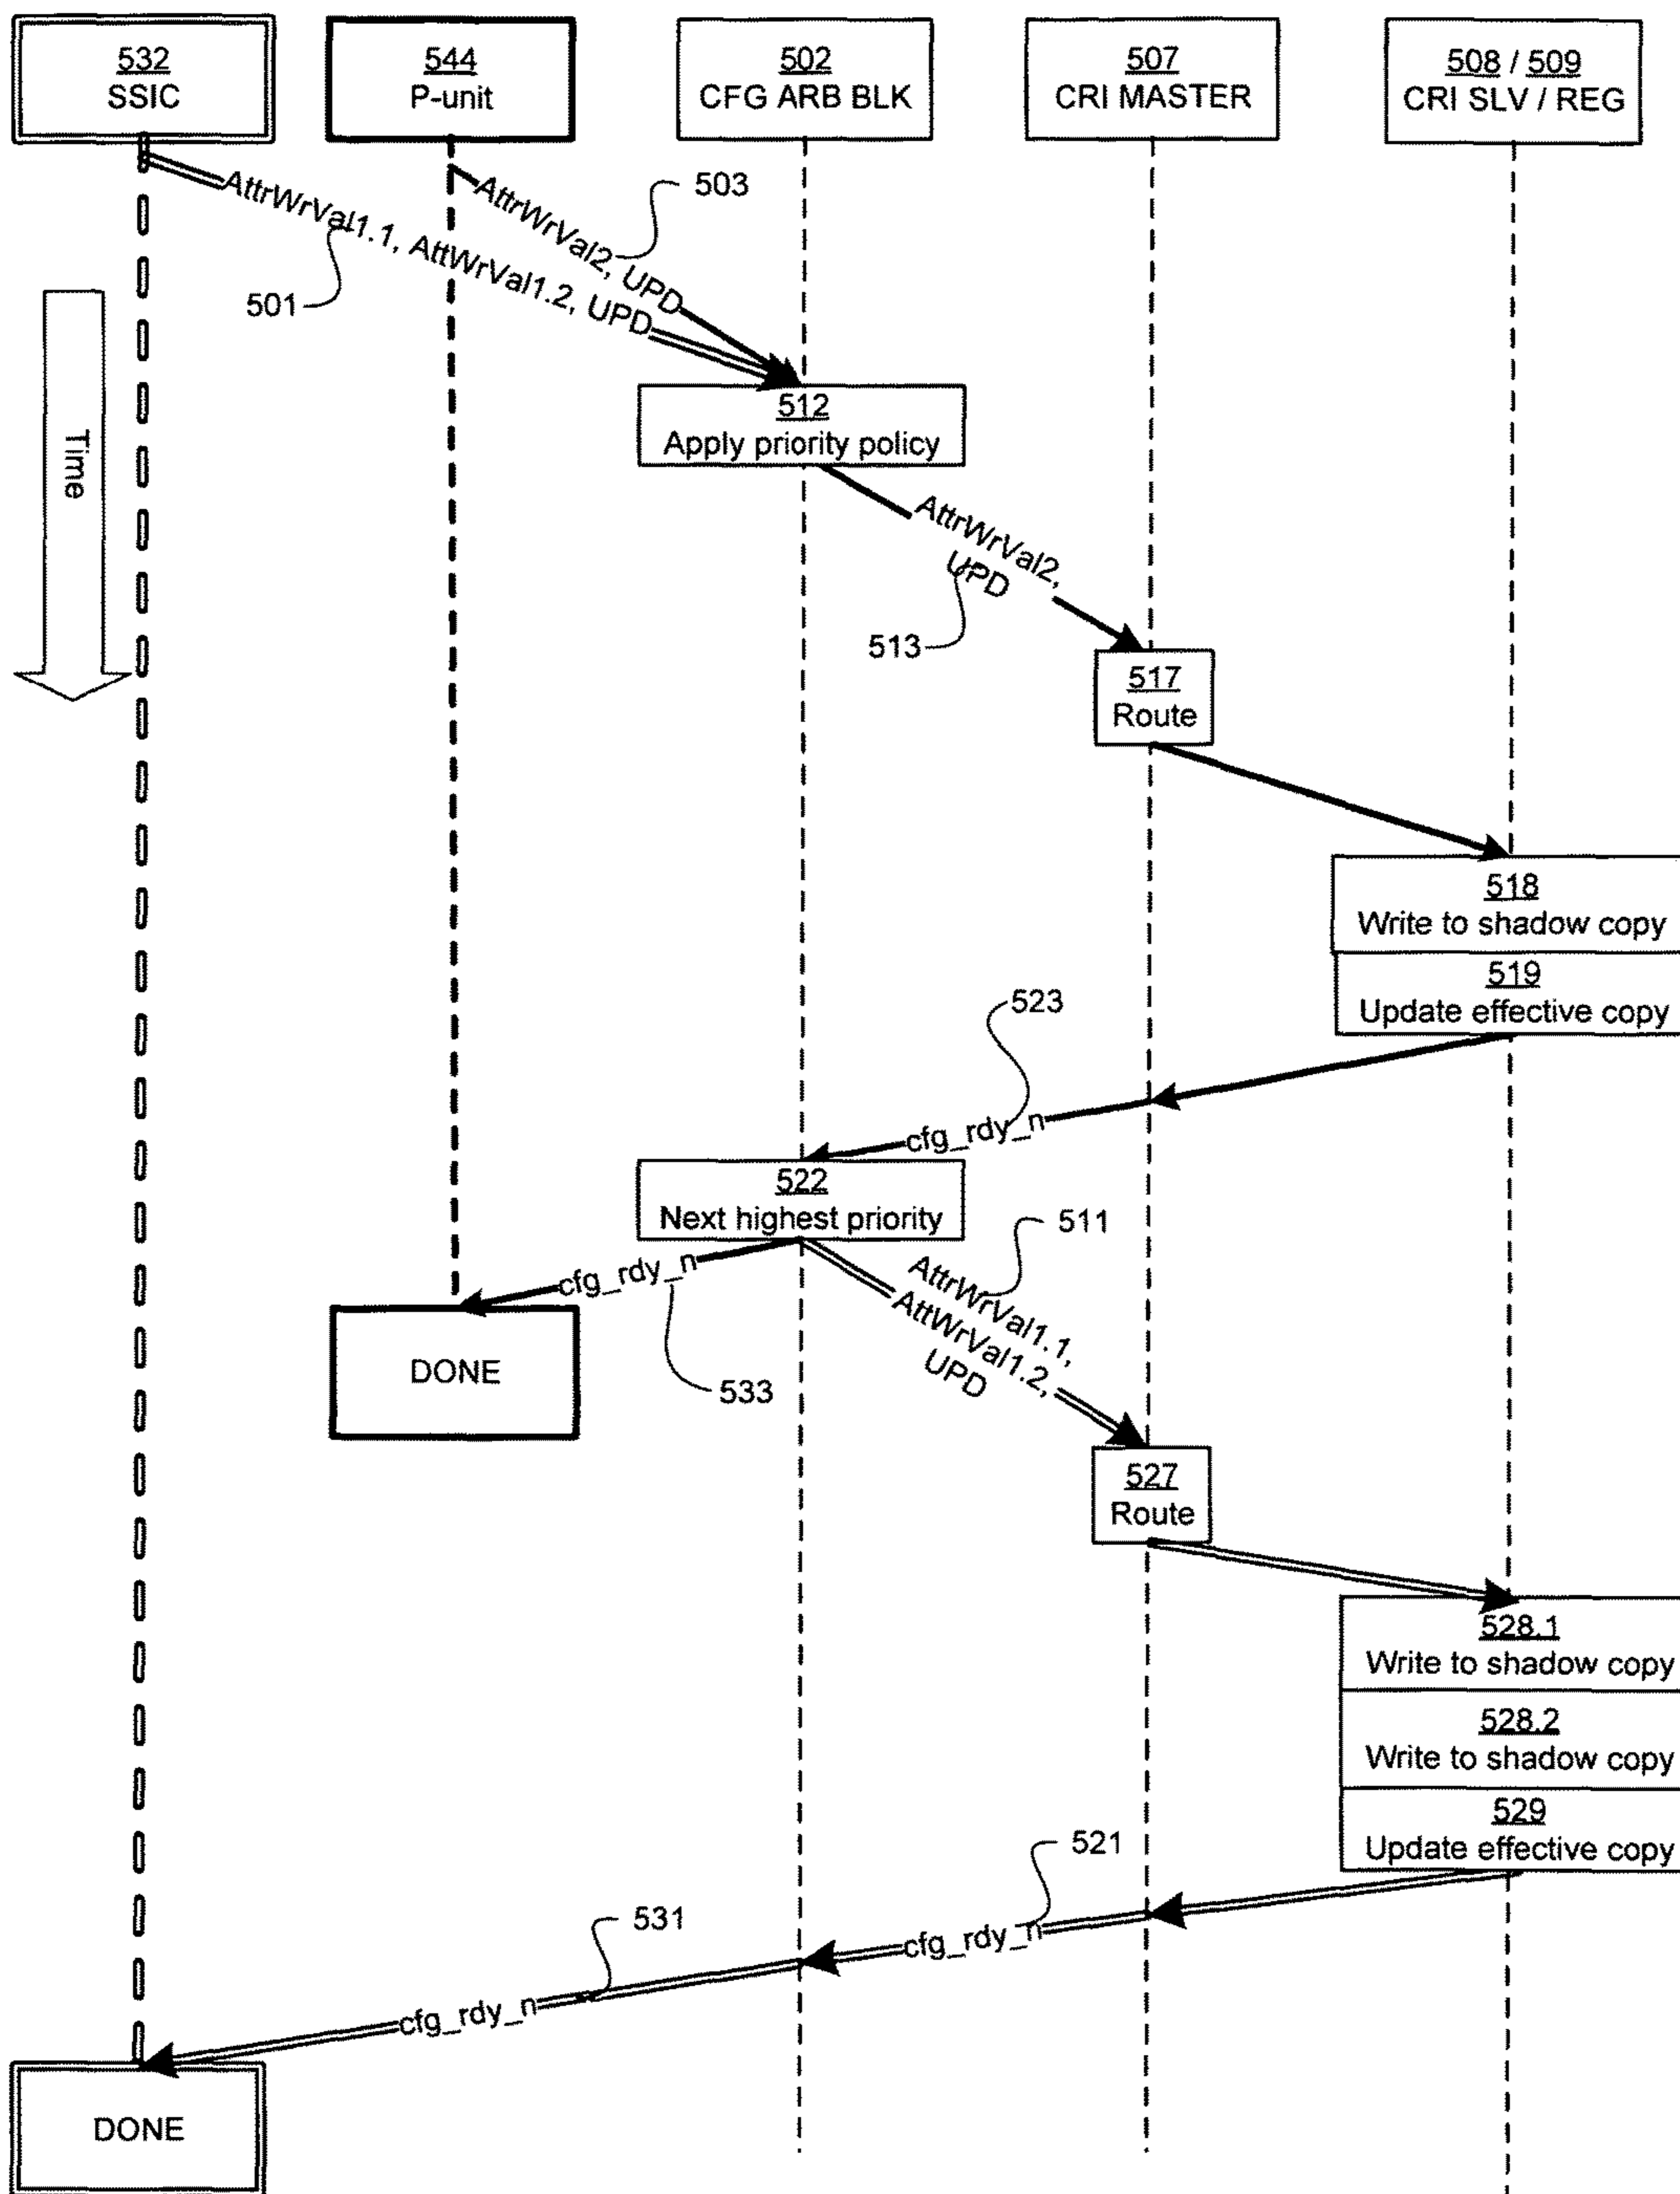 532
SSIC
544
P-unit
502
CFG ARB BLK
507
CRI MASTER
508 / 509
CRI SLV / REG
AttrWrVal1.1, AttWrVal1.2, UPD
501
AttrWrVal2, UPD
503
Time
512
Apply priority policy
AttrWrVal2,
UPD
513
517
Route
518
Write to shadow copy
519
Update effective copy
523
cfg_rdy_n
522
Next highest priority
511
cfg_rdy_n
533
AttrWrVal1.1,
AttWrVal1.2,
UPD
DONE
527
Route
528.1
Write to shadow copy
528.2
Write to shadow copy
529
Update effective copy
521
cfg_rdy_n
531
cfg_rdy_n
DONE